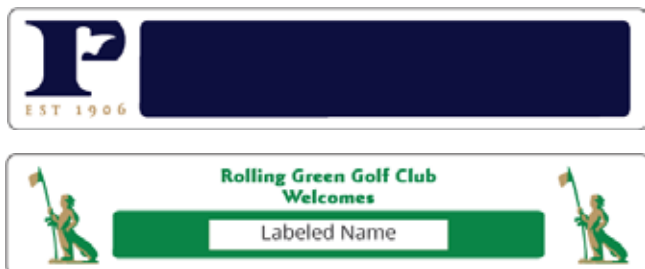 P
EST 1906
Rolling Green Golf Club
Welcomes
Labeled Name